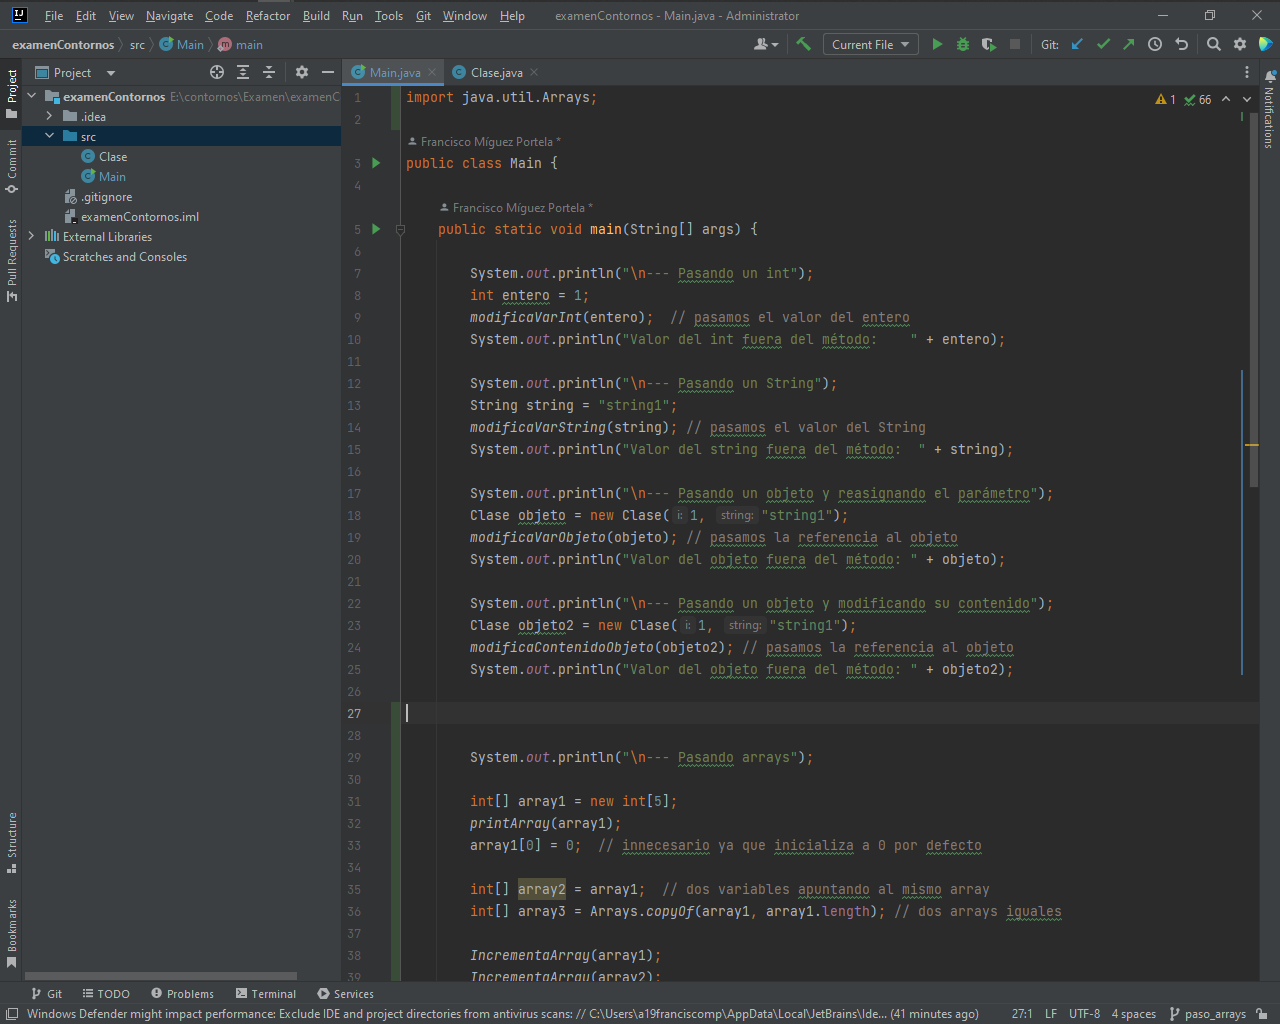 File Edit View Navigate Code Refactor Build Run Tools Git Window Help examenContornos - Main.java - Administrator
examenContornos src Main main Current File Git:
Project
Project
Main.java
Clase.java
Notifications
examenContornos E:\contornos\Examen\examenC
.idea
src
Clase
Main
.gitignore
examenContornos.iml
External Libraries
Scratches and Consoles
Commit
Pull Requests
Structure
Bookmarks
1 66
1 import java.util.Arrays;
2
Francisco Míguez Portela *
3 public class Main {
4
Francisco Míguez Portela *
5 public static void main(String[] args) {
6
7 System.out.println("\n--- Pasando un int");
8 int entero = 1;
9 modificaVarInt(entero);  // pasamos el valor del entero
10 System.out.println("Valor del int fuera del método:    " + entero);
11
12 System.out.println("\n--- Pasando un String");
13 String string = "string1";
14 modificaVarString(string); // pasamos el valor del String
15 System.out.println("Valor del string fuera del método:  " + string);
16
17 System.out.println("\n--- Pasando un objeto y reasignando el parámetro");
18 Clase objeto = new Clase( i: 1, string: "string1");
19 modificaVarObjeto(objeto); // pasamos la referencia al objeto
20 System.out.println("Valor del objeto fuera del método: " + objeto);
21
22 System.out.println("\n--- Pasando un objeto y modificando su contenido");
23 Clase objeto2 = new Clase( i: 1, string: "string1");
24 modificaContenidoObjeto(objeto2); // pasamos la referencia al objeto
25 System.out.println("Valor del objeto fuera del método: " + objeto2);
26
27
28
29 System.out.println("\n--- Pasando arrays");
30
31 int[] array1 = new int[5];
32 printArray(array1);
33 array1[0] = 0;  // innecesario ya que inicializa a 0 por defecto
34
35 int[] array2 = array1;  // dos variables apuntando al mismo array
36 int[] array3 = Arrays.copyOf(array1, array1.length); // dos arrays iguales
37
38 IncrementaArray(array1);
39 IncrementaArray(array2);
Git TODO Problems Terminal Services
Windows Defender might impact performance: Exclude IDE and project directories from antivirus scans: // C:\Users\a19franciscomp\AppData\Local\JetBrains\Ide... (41 minutes ago) 27:1 LF UTF-8 4 spaces paso_arrays